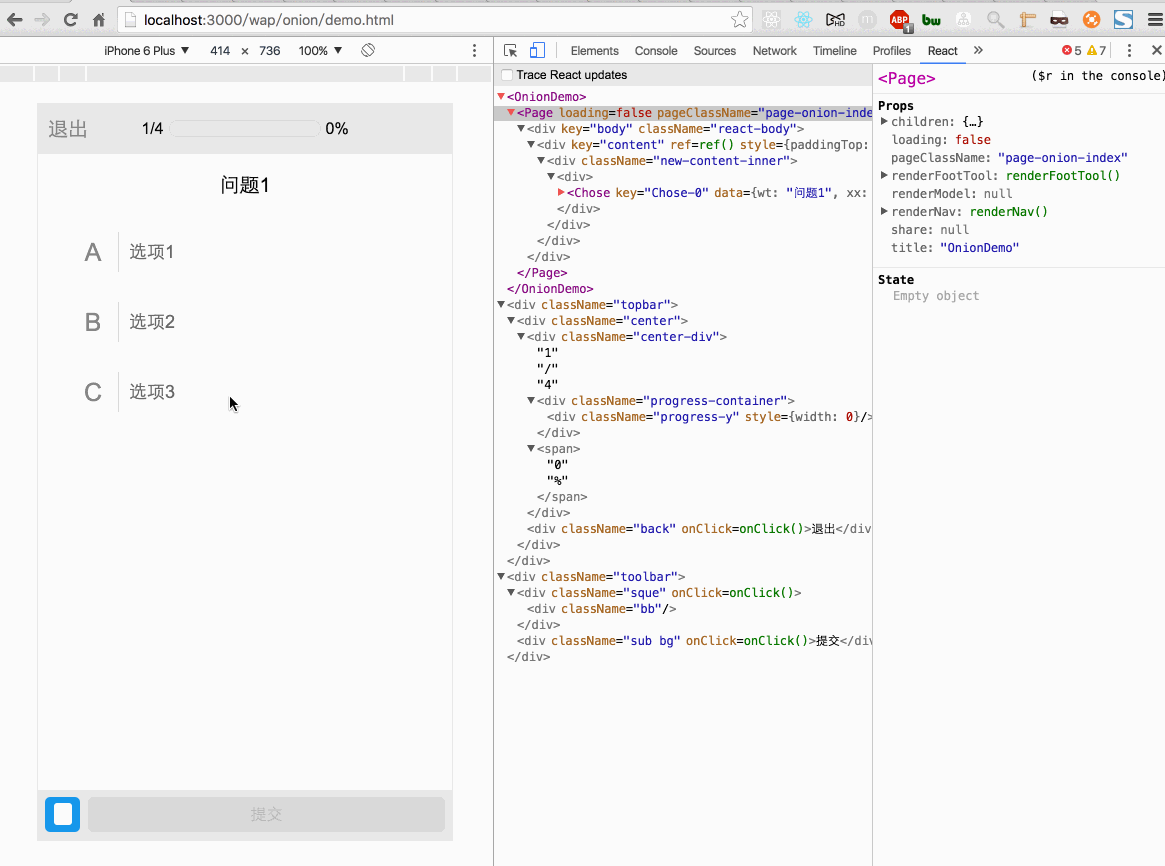 localhost:3000/wap/onion/demo.html
ABP
1
bw
HD
iPhone 6 Plus ▼ 414 × 736 100% ▼
Elements Console Sources Network Timeline Profiles React » 5 7
Trace React updates
退出 1/4 0%
问题1
A 选项1
B 选项2
C 选项3
提交
<OnionDemo>
<Page loading=false pageClassName="page-onion-inde
<div key="body" className="react-body">
<div key="content" ref=ref() style={paddingTop:
<div className="new-content-inner">
<div>
<Chose key="Chose-0" data={wt: "问题1", xx:
</div>
</div>
</div>
</div>
</Page>
</OnionDemo>
<div className="topbar">
<div className="center">
<div className="center-div">
"1"
"/"
"4"
<div className="progress-container">
<div className="progress-y" style={width: 0}/>
</div>
<span>
"0"
"%"
</span>
</div>
<div className="back" onClick=onClick()>退出</div
</div>
</div>
<div className="toolbar">
<div className="sque" onClick=onClick()>
<div className="bb"/>
</div>
<div className="sub bg" onClick=onClick()>提交</div
</div>
<Page> ($r in the console)
Props
children: {…}
loading: false
pageClassName: "page-onion-index"
renderFootTool: renderFootTool()
renderModel: null
renderNav: renderNav()
share: null
title: "OnionDemo"
State
Empty object